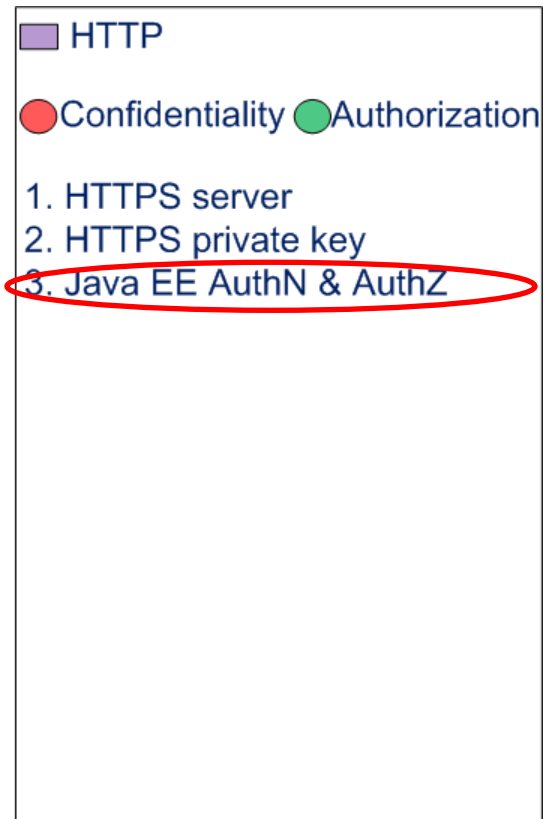 HTTP
Confidentiality Authorization
1. HTTPS server
2. HTTPS private key
3. Java EE AuthN & AuthZ